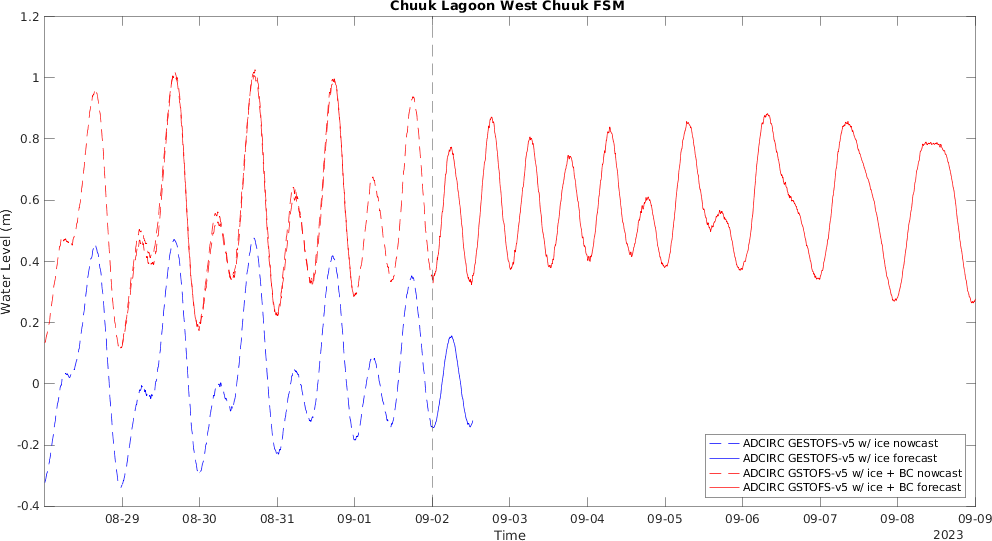 Chuuk Lagoon West Chuuk FSM
1.2
1
0.8
0.6
0.4
0.2
0
-0.2
-0.4
Water Level (m)
08-29 08-30 08-31 09-01 09-02 09-03 09-04 09-05 09-06 09-07 09-08 09-09
Time
2023
ADCIRC GESTOFS-v5 w/ ice nowcast
ADCIRC GESTOFS-v5 w/ ice forecast
ADCIRC GSTOFS-v5 w/ ice + BC nowcast
ADCIRC GSTOFS-v5 w/ ice + BC forecast